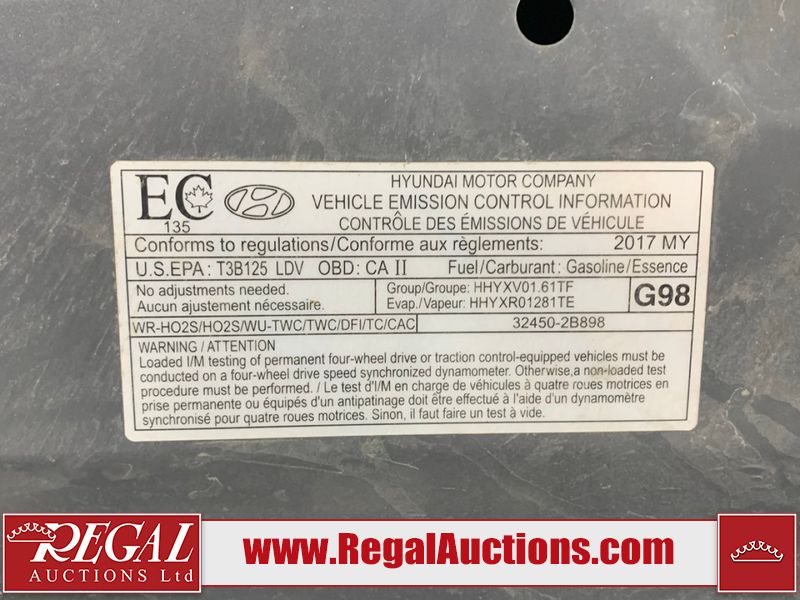 EC
135
HYUNDAI MOTOR COMPANY
VEHICLE EMISSION CONTROL INFORMATION
CONTRÔLE DES ÉMISSIONS DE VÉHICULE
Conforms to regulations/Conforme aux règlements: 2017 MY
U.S.EPA : T3B125 LDV OBD: CA II Fuel/Carburant: Gasoline/Essence
No adjustments needed.
Aucun ajustement nécessaire.
Group/Groupe: HHYXV01.61TF
Evap./Vapeur: HHYXR01281TE
G98
WR-HO2S/HO2S/WU-TWC/TWC/DFI/TC/CAC 32450-2B898
WARNING / ATTENTION
Loaded I/M testing of permanent four-wheel drive or traction control-equipped vehicles must be
conducted on a four-wheel drive speed synchronized dynamometer. Otherwise,a non-loaded test
procedure must be performed. / Le test d'I/M en charge de véhicules à quatre roues motrices en
prise permanente ou équipés d'un antipatinage doit être effectué à l'aide d'un dynamomètre
synchronisé pour quatre roues motrices. Sinon, il faut faire un test à vide.
REGAL
AUCTIONS Ltd
www.RegalAuctions.com